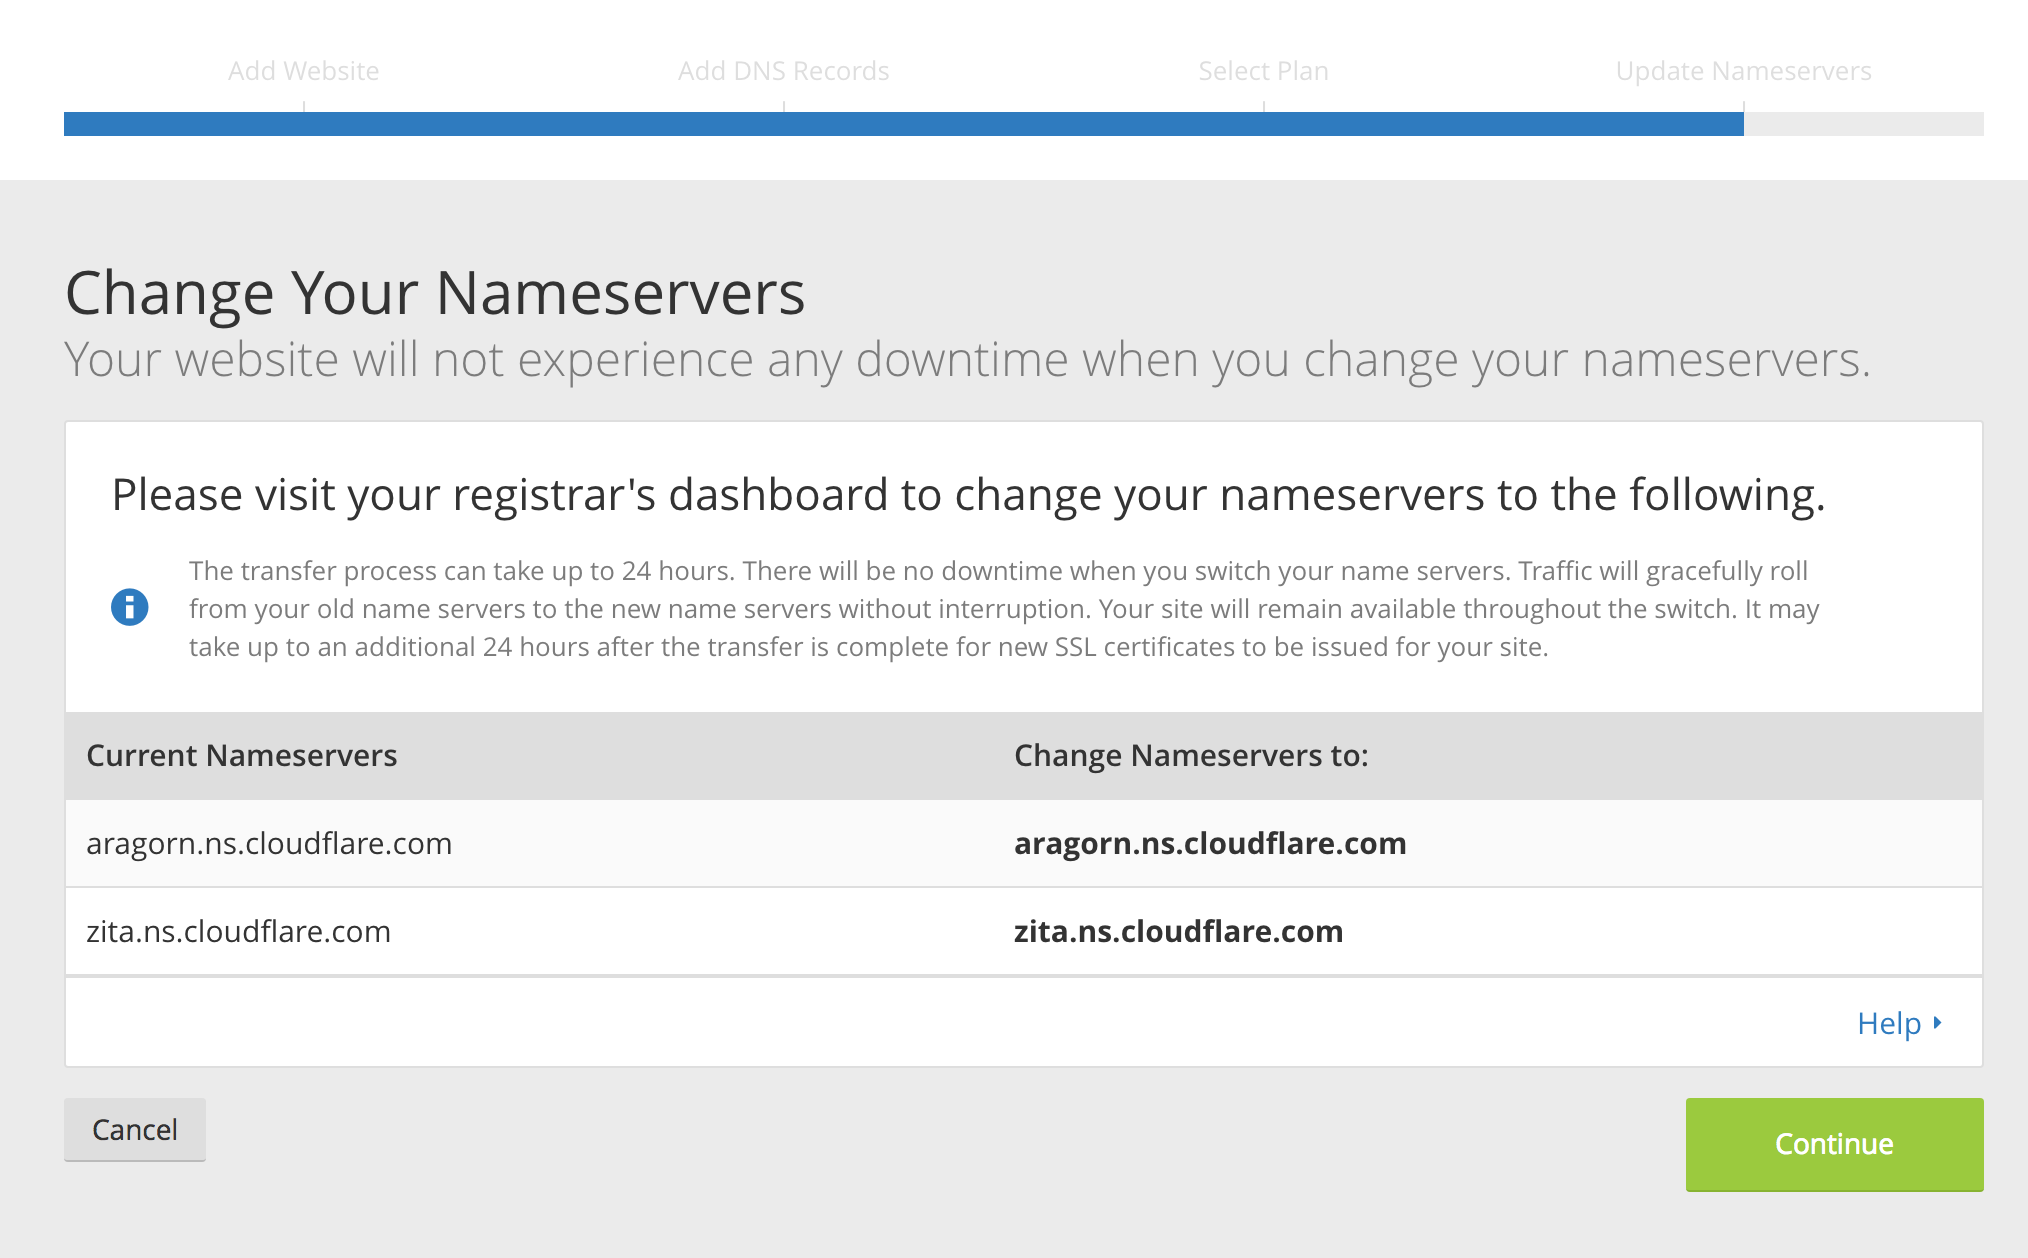 Add Website
Add DNS Records
Select Plan
Update Nameservers
Change Your Nameservers
Your website will not experience any downtime when you change your nameservers.
Please visit your registrar's dashboard to change your nameservers to the following.
The transfer process can take up to 24 hours. There will be no downtime when you switch your name servers. Traffic will gracefully roll
from your old name servers to the new name servers without interruption. Your site will remain available throughout the switch. It may
take up to an additional 24 hours after the transfer is complete for new SSL certificates to be issued for your site.
Current Nameservers
Change Nameservers to:
aragorn.ns.cloudflare.com
aragorn.ns.cloudflare.com
zita.ns.cloudflare.com
zita.ns.cloudflare.com
Help
Cancel
Continue